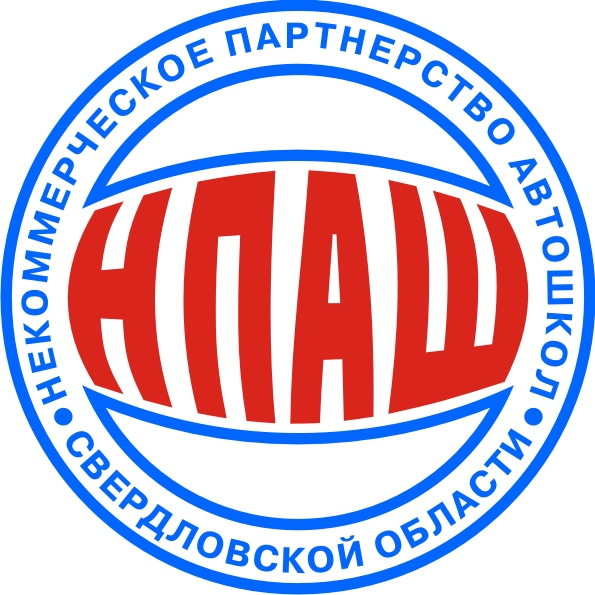 НЕКОММЕРЧЕСКОЕ ПАРТНЕРСТВО АВТОШКОЛ
НПАШ
• СВЕРДЛОВСКОЙ ОБЛАСТИ •